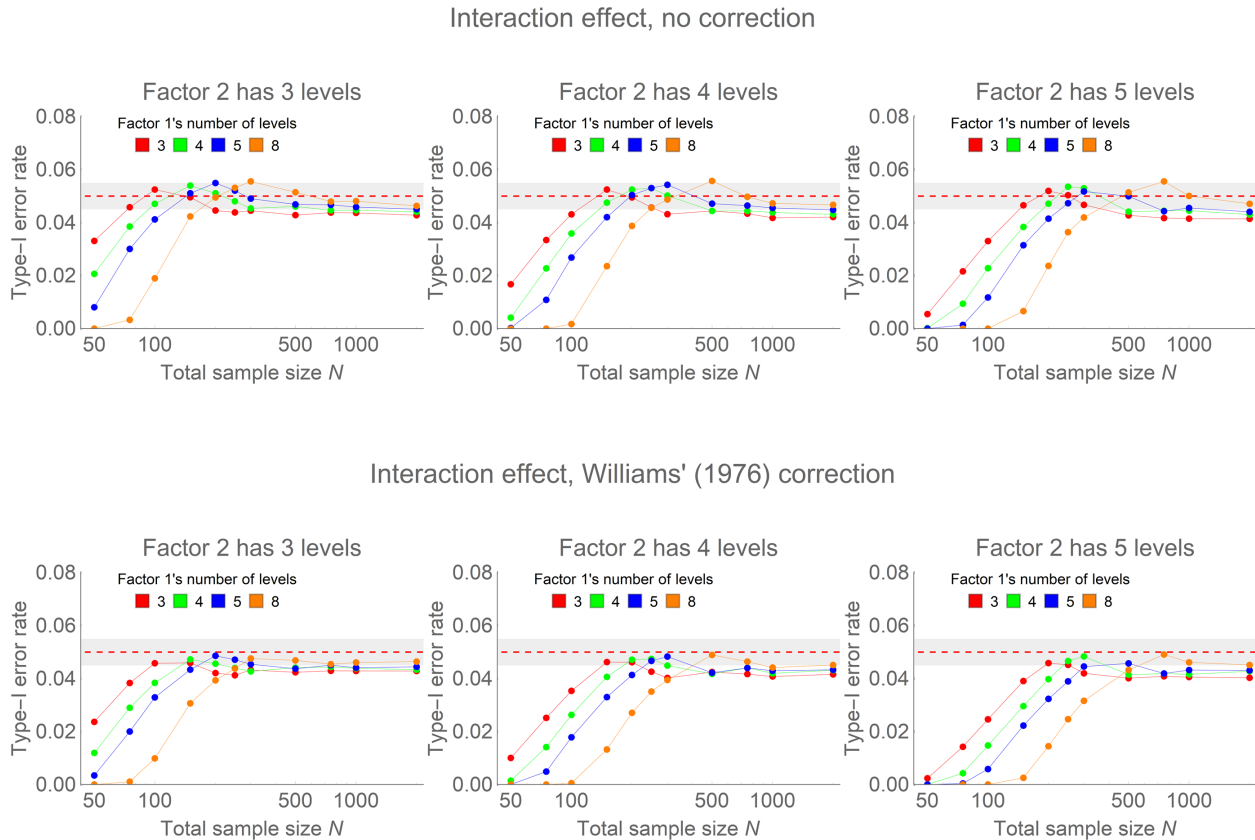 Interaction effect, no correction
Factor 2 has 3 levels
Factor 1's number of levels
3 4 5 8
0.08
0.06
0.04
0.02
0.00
Type-I error rate
50 100 500 1000
Total sample size N
Factor 2 has 4 levels
Factor 1's number of levels
3 4 5 8
0.08
0.06
0.04
0.02
0.00
Type-I error rate
50 100 500 1000
Total sample size N
Factor 2 has 5 levels
Factor 1's number of levels
3 4 5 8
0.08
0.06
0.04
0.02
0.00
Type-I error rate
50 100 500 1000
Total sample size N
Interaction effect, Williams' (1976) correction
Factor 2 has 3 levels
Factor 1's number of levels
3 4 5 8
0.08
0.06
0.04
0.02
0.00
Type-I error rate
50 100 500 1000
Total sample size N
Factor 2 has 4 levels
Factor 1's number of levels
3 4 5 8
0.08
0.06
0.04
0.02
0.00
Type-I error rate
50 100 500 1000
Total sample size N
Factor 2 has 5 levels
Factor 1's number of levels
3 4 5 8
0.08
0.06
0.04
0.02
0.00
Type-I error rate
50 100 500 1000
Total sample size N